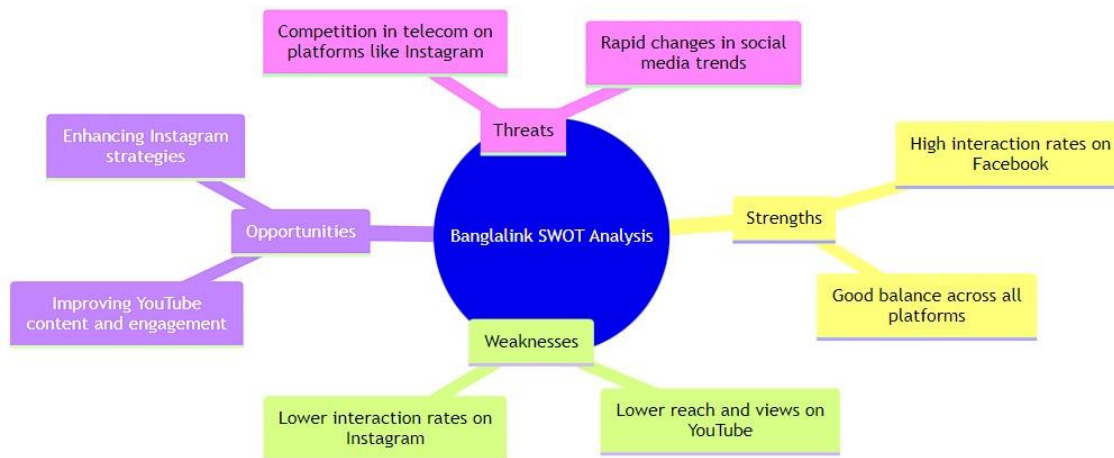 Competition in telecom on
platforms like Instagram
Rapid changes in social
media trends
Threats
Enhancing Instagram
strategies
High interaction rates on
Facebook
Opportunities
Banglalink SWOT Analysis
Strengths
Improving YouTube
content and engagement
Good balance across all
platforms
Weaknesses
Lower interaction rates on
Instagram
Lower reach and views on
YouTube